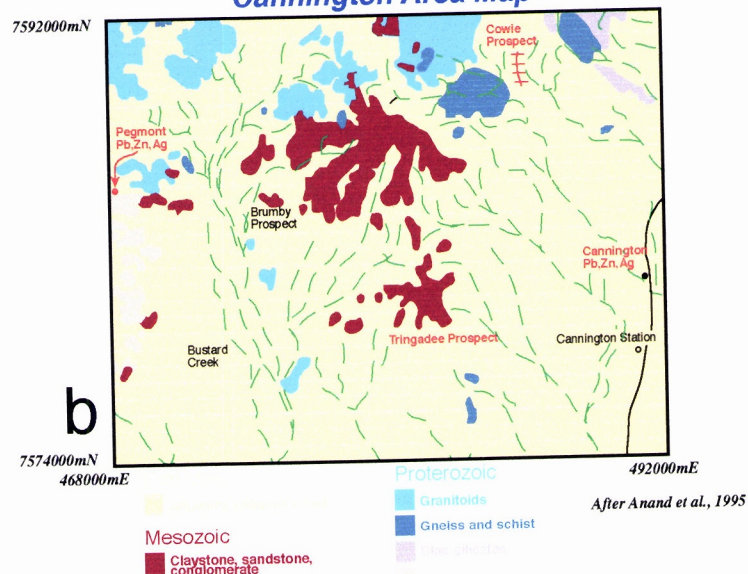 Cannington Area Map
7592000mN
Cowie
Prospect
Pegmont
Pb,Zn,Ag
Brumby
Prospect
Cannington
Pb,Zn,Ag
Tringadee Prospect
Cannington Station
Bustard
Creek
b
7574000mN
468000mE
492000mE
Proterozoic
Granitoids
After Anand et al., 1995
Gneiss and schist
Mesozoic
Claystone, sandstone,
conglomerate